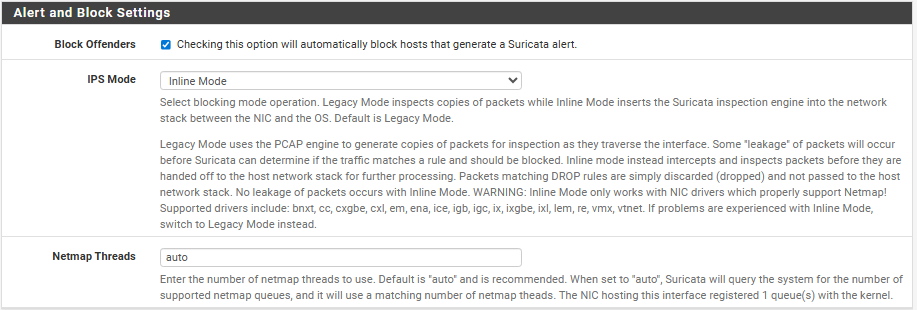 Alert and Block Settings
Block Offenders
Checking this option will automatically block hosts that generate a Suricata alert.
IPS Mode
Inline Mode
Select blocking mode operation. Legacy Mode inspects copies of packets while Inline Mode inserts the Suricata inspection engine into the network
stack between the NIC and the OS. Default is Legacy Mode.
Legacy Mode uses the PCAP engine to generate copies of packets for inspection as they traverse the interface. Some "leakage" of packets will occur
before Suricata can determine if the traffic matches a rule and should be blocked. Inline mode instead intercepts and inspects packets before they are
handed off to the host network stack for further processing. Packets matching DROP rules are simply discarded (dropped) and not passed to the host
network stack. No leakage of packets occurs with Inline Mode. WARNING: Inline Mode only works with NIC drivers which properly support Netmap!
Supported drivers include: bnxt, cc, cxgbe, cxl, em, ena, ice, igb, igc, ix, ixgbe, ixl, lem, re, vmx, vtnet. If problems are experienced with Inline Mode,
switch to Legacy Mode instead.
Netmap Threads
auto
Enter the number of netmap threads to use. Default is "auto" and is recommended. When set to "auto", Suricata will query the system for the number of
supported netmap queues, and it will use a matching number of netmap theads. The NIC hosting this interface registered 1 queue(s) with the kernel.